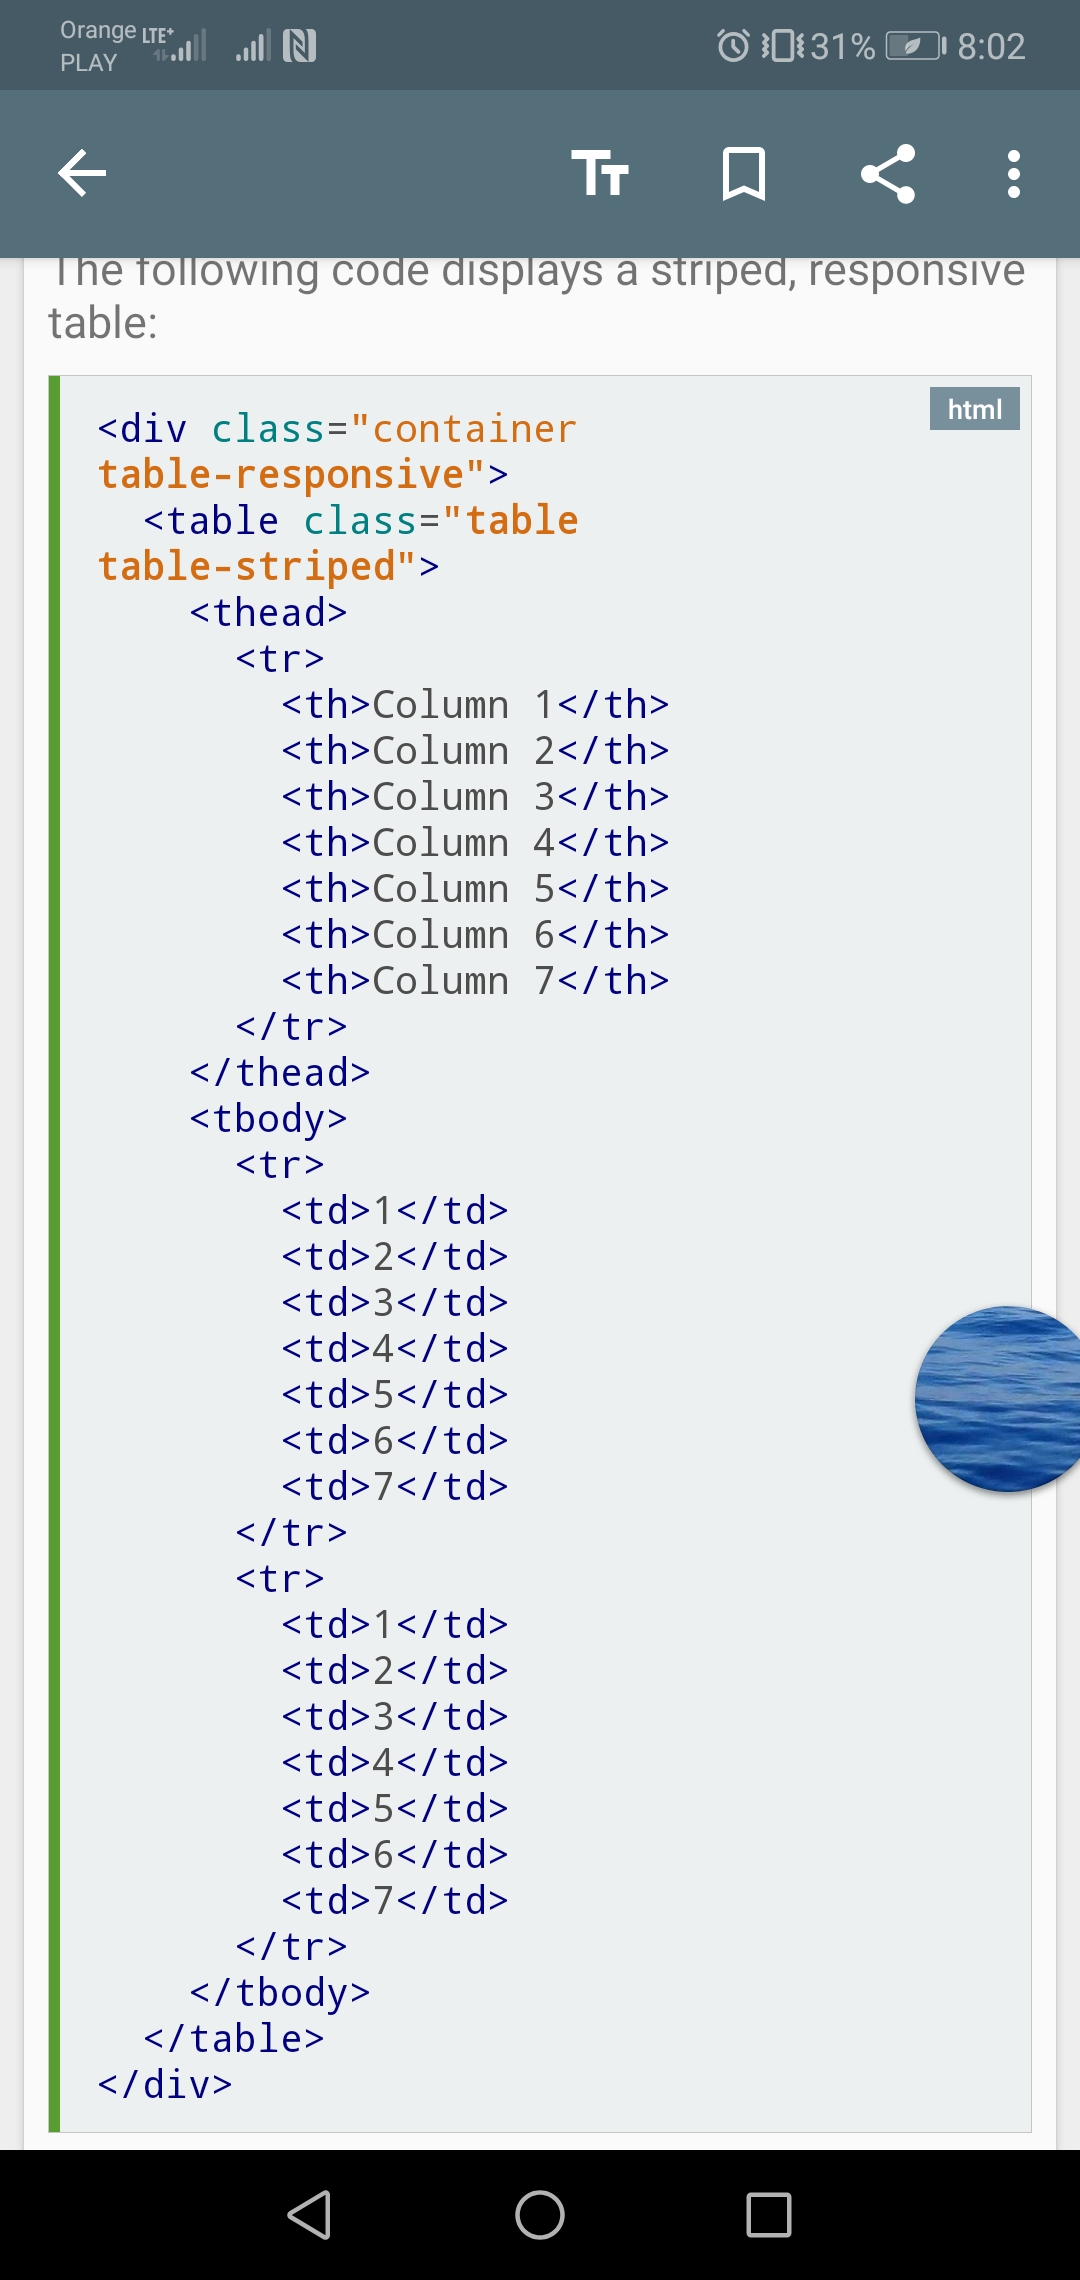 Orange LTE+
PLAY
31% 8:02
The following code displays a striped, responsive
table:
html
<div class="container
table-responsive">
  <table class="table
table-striped">
    <thead>
      <tr>
        <th>Column 1</th>
        <th>Column 2</th>
        <th>Column 3</th>
        <th>Column 4</th>
        <th>Column 5</th>
        <th>Column 6</th>
        <th>Column 7</th>
      </tr>
    </thead>
    <tbody>
      <tr>
        <td>1</td>
        <td>2</td>
        <td>3</td>
        <td>4</td>
        <td>5</td>
        <td>6</td>
        <td>7</td>
      </tr>
      <tr>
        <td>1</td>
        <td>2</td>
        <td>3</td>
        <td>4</td>
        <td>5</td>
        <td>6</td>
        <td>7</td>
      </tr>
    </tbody>
  </table>
</div>